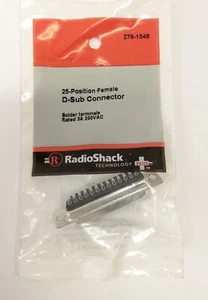 276-1548
25-Position Female
D-Sub Connector
Solder terminals
Rated 3A 250VAC
R RadioShack
TECHNOLOGY